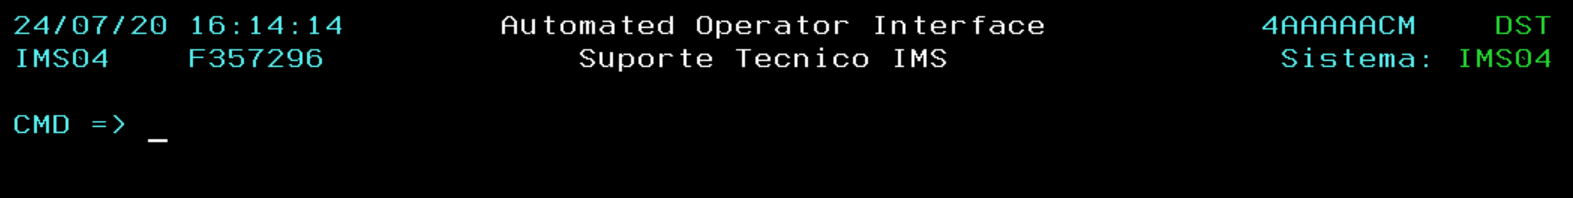 24/07/20 16:14:14 Automated Operator Interface 4AAAAACM DST
IMS04 F357296 Suporte Tecnico IMS Sistema: IMS04
CMD => _